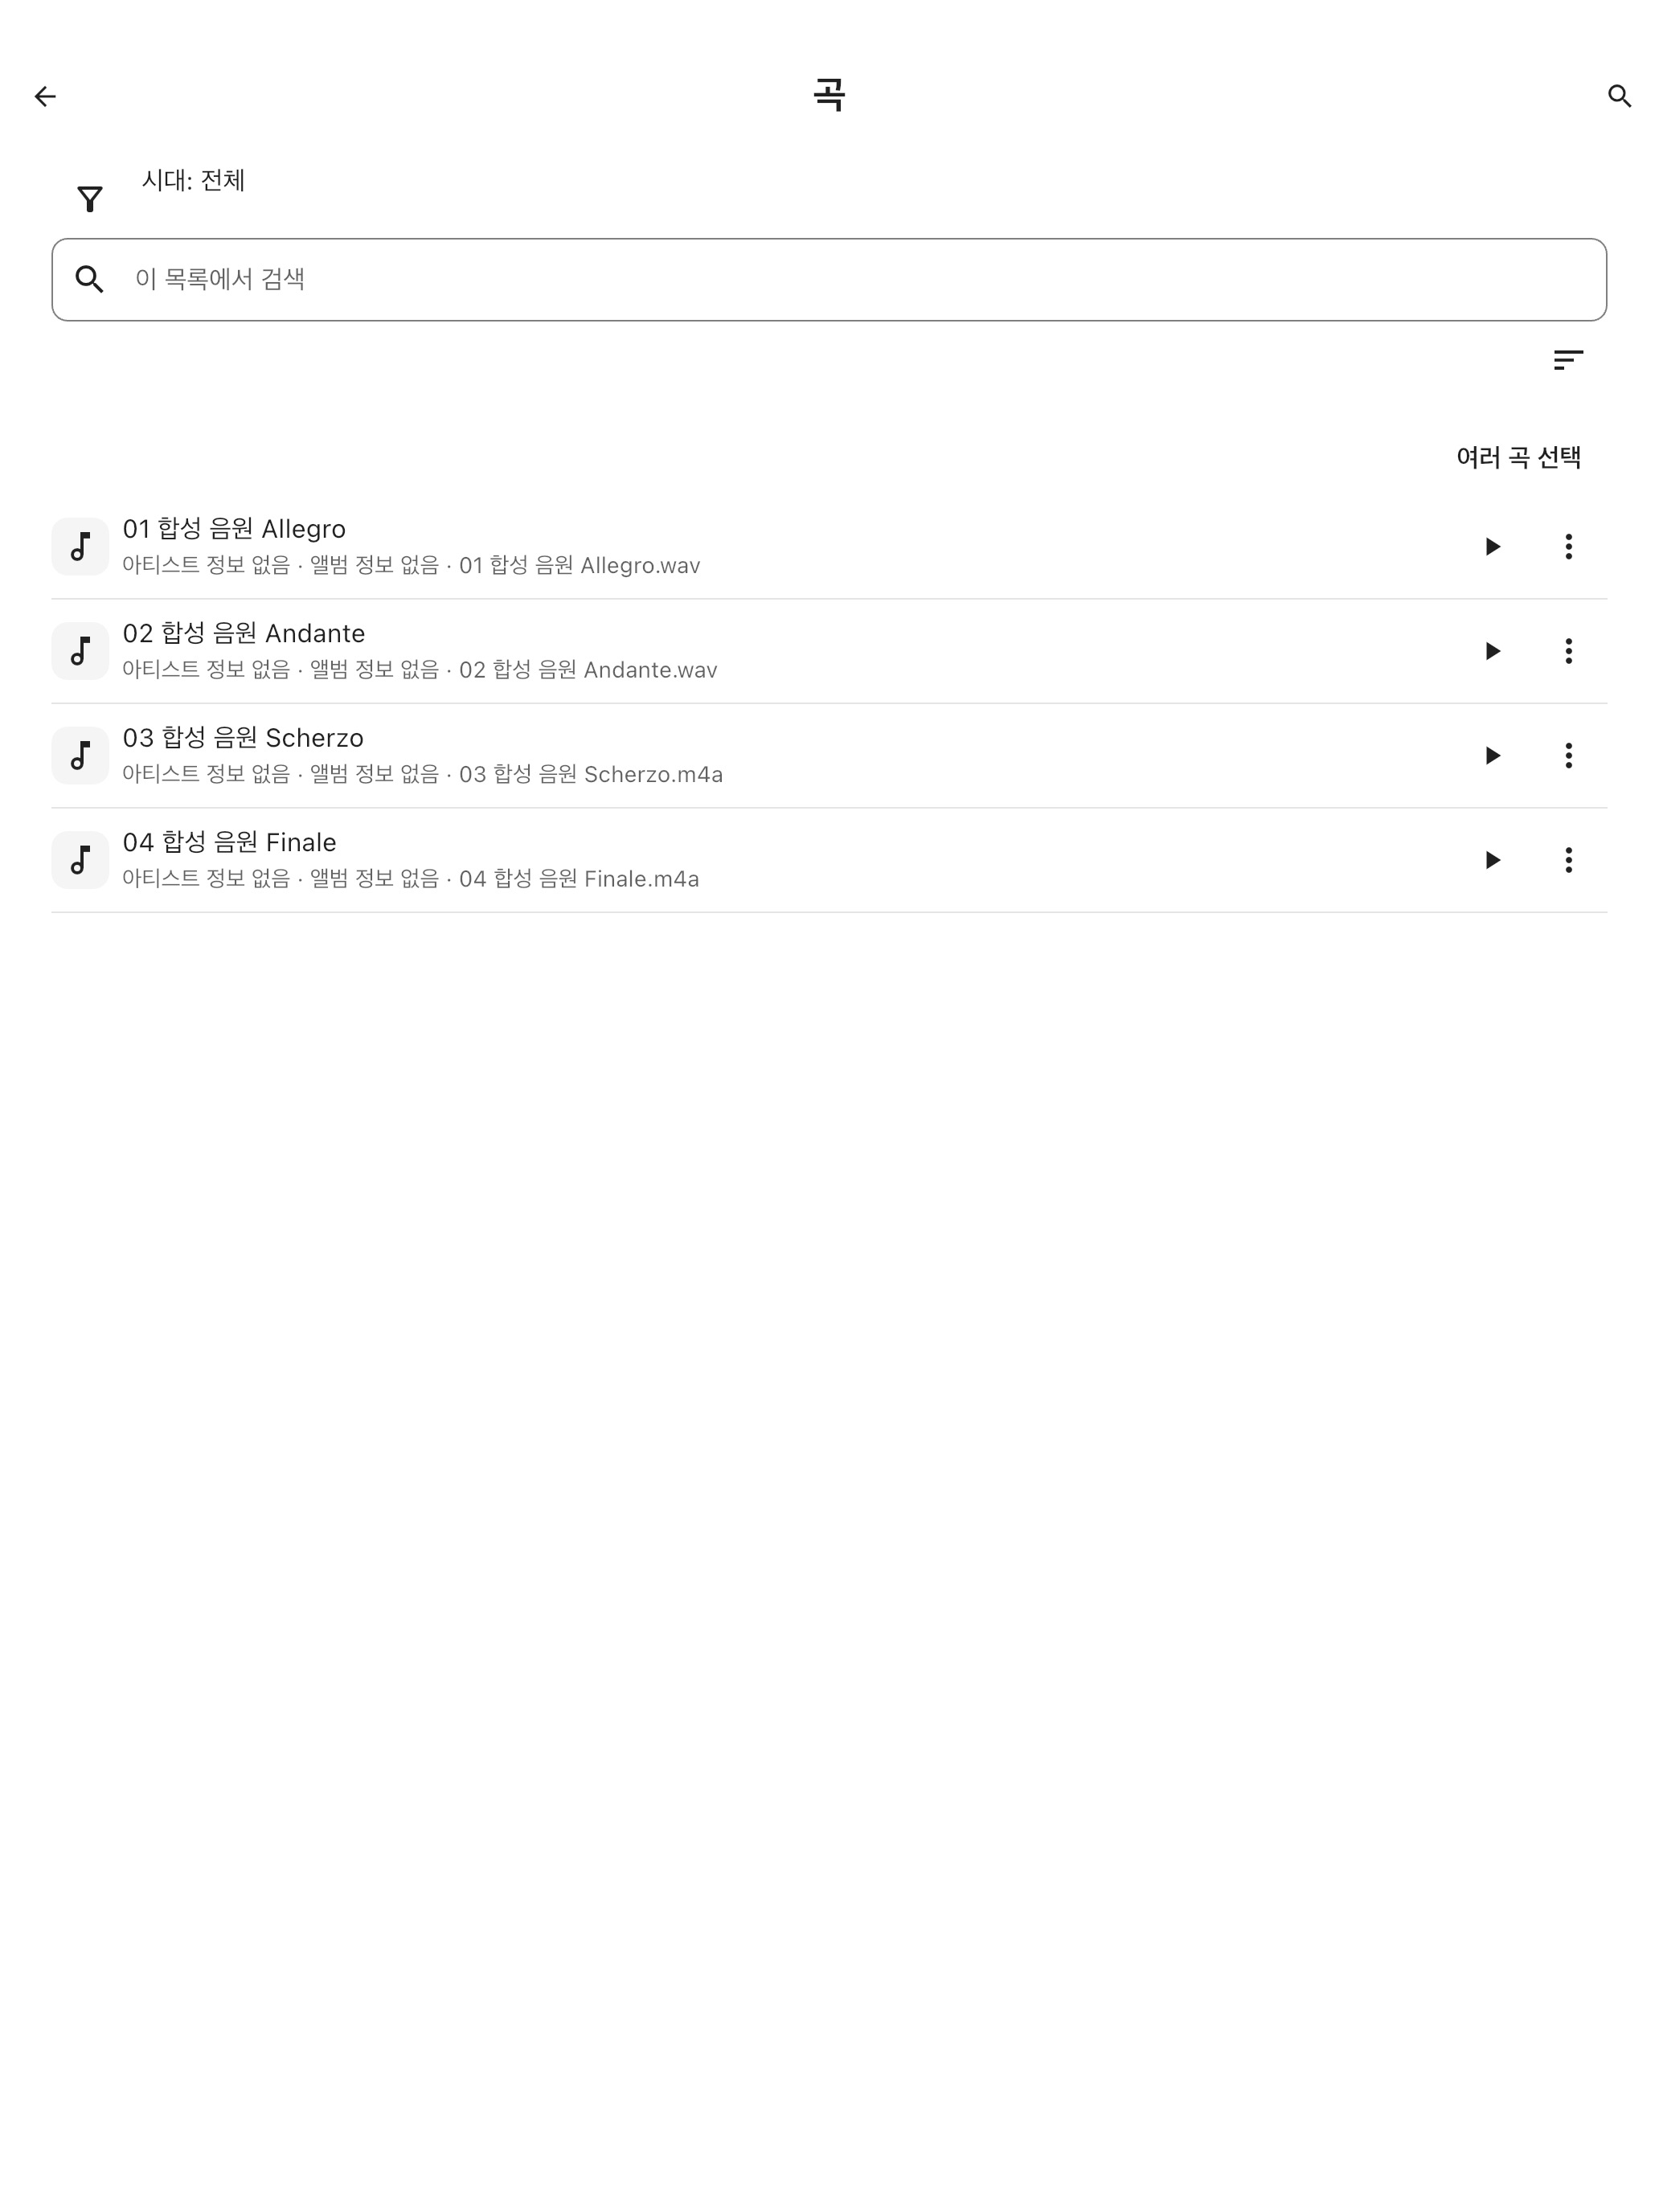 곡
시대: 전체
이 목록에서 검색
여러 곡 선택
01 합성 음원 Allegro
아티스트 정보 없음 · 앨범 정보 없음 · 01 합성 음원 Allegro.wav
02 합성 음원 Andante
아티스트 정보 없음 · 앨범 정보 없음 · 02 합성 음원 Andante.wav
03 합성 음원 Scherzo
아티스트 정보 없음 · 앨범 정보 없음 · 03 합성 음원 Scherzo.m4a
04 합성 음원 Finale
아티스트 정보 없음 · 앨범 정보 없음 · 04 합성 음원 Finale.m4a